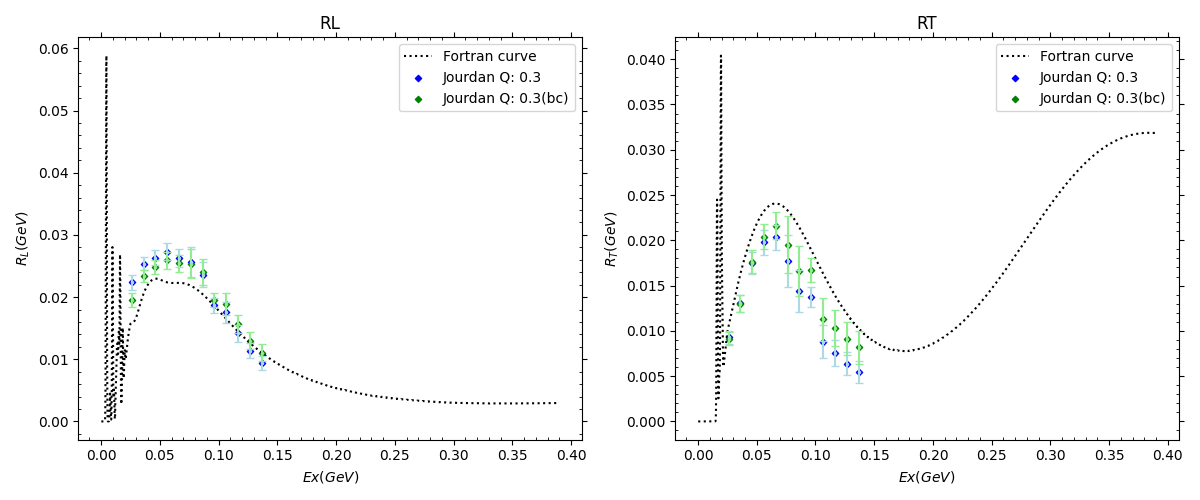 RL
0.06
0.05
0.04
0.03
0.02
0.01
0.00
R_L(GeV)
0.00 0.05 0.10 0.15 0.20 0.25 0.30 0.35 0.40
Ex(GeV)
Fortran curve
Jourdan Q: 0.3
Jourdan Q: 0.3(bc)
RT
0.040
0.035
0.030
0.025
0.020
0.015
0.010
0.005
0.000
R_T(GeV)
0.00 0.05 0.10 0.15 0.20 0.25 0.30 0.35 0.40
Ex(GeV)
Fortran curve
Jourdan Q: 0.3
Jourdan Q: 0.3(bc)